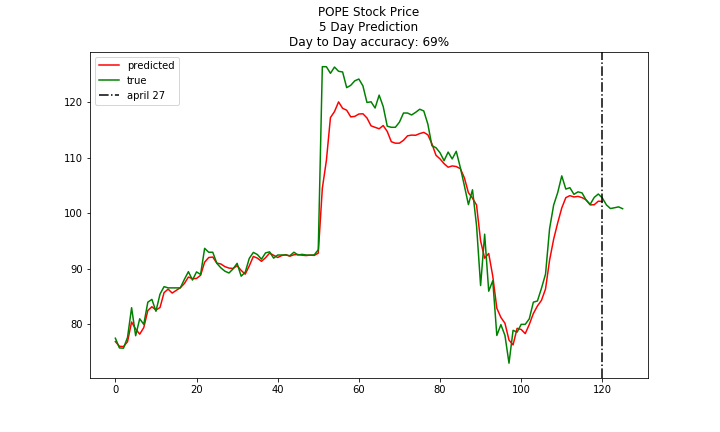 POPE Stock Price
5 Day Prediction
Day to Day accuracy: 69%
predicted
true
april 27
120
110
100
90
80
0 20 40 60 80 100 120